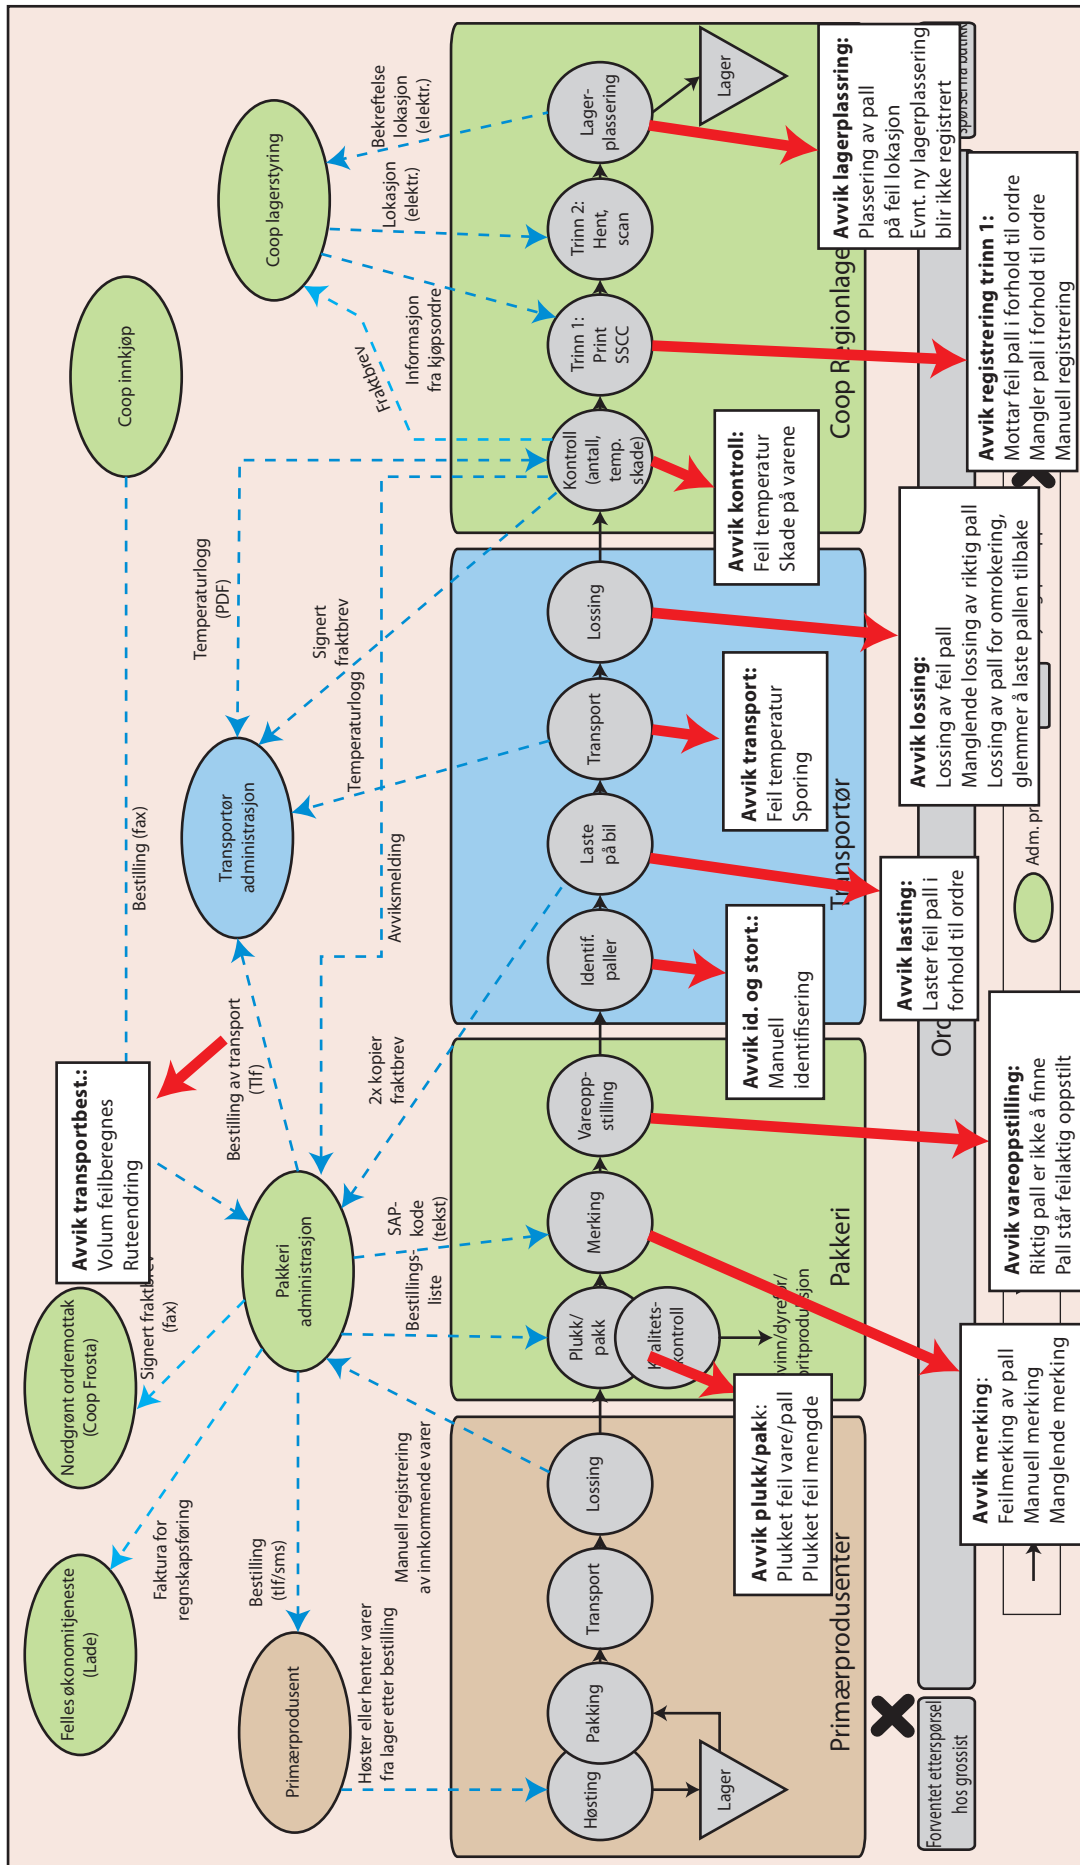 Felles økonomitjeneste
(Lade)
Nordgrønt ordremottak
(Coop Frosta)
Coop innkjøp
Coop lagerstyring
Transportør
administrasjon
Pakkeri
administrasjon
Primærprodusent
Avvik transportbest.:
Volum feilberegnes
Ruteendring
Faktura for
regnskapsføring
Signert fraktbrev
(fax)
Bestilling (fax)
Bestilling av transport
(Tlf)
Bestilling
(tlf/sms)
Høster eller henter varer
fra lager etter bestilling
Manuell registrering
av innkommende varer
Bestillings-
liste
SAP-
kode
(tekst)
2x kopier
fraktbrev
Avviksmelding
Temperaturlogg
Signert
fraktbrev
Temperaturlogg
(PDF)
Fraktbrev
Informasjon
fra kjøpsordre
Lokasjon
(elektr.)
Bekreftelse
lokasjon
(elektr.)
Høsting
Pakking
Transport
Lossing
Lager
Primærprodusenter
Plukk/
pakk
Kvalitets-
kontroll
Merking
Vareopp-
stilling
Pakkeri
Identif.
paller
Laste
på bil
Transport
Lossing
Transportør
Kontroll
(antall,
temp.
skade)
Trinn 1:
Print
SSCC
Trinn 2:
Hent,
scan
Lager-
plassering
Lager
Coop Regionlage
vinn/dyrefôr/
pritproduksjon
Avvik plukk/pakk:
Plukket feil vare/pall
Plukket feil mengde
Avvik merking:
Feilmerking av pall
Manuell merking
Manglende merking
Avvik vareoppstilling:
Riktig pall er ikke å finne
Pall står feilaktig oppstilt
Avvik id. og stort.:
Manuell
identifisering
Avvik lasting:
Laster feil pall i
forhold til ordre
Avvik transport:
Feil temperatur
Sporing
Avvik lossing:
Lossing av feil pall
Manglende lossing av riktig pall
Lossing av pall for omrokering,
glemmer å laste pallen tilbake
Avvik kontroll:
Feil temperatur
Skade på varene
Avvik registrering trinn 1:
Mottar feil pall i forhold til ordre
Mangler pall i forhold til ordre
Manuell registrering
Avvik lagerplassring:
Plassering av pall
på feil lokasjon
Evnt. ny lagerplassering
blir ikke registrert
Forventet etterspørsel
hos grossist
Ord
fra butikk
Adm. pr